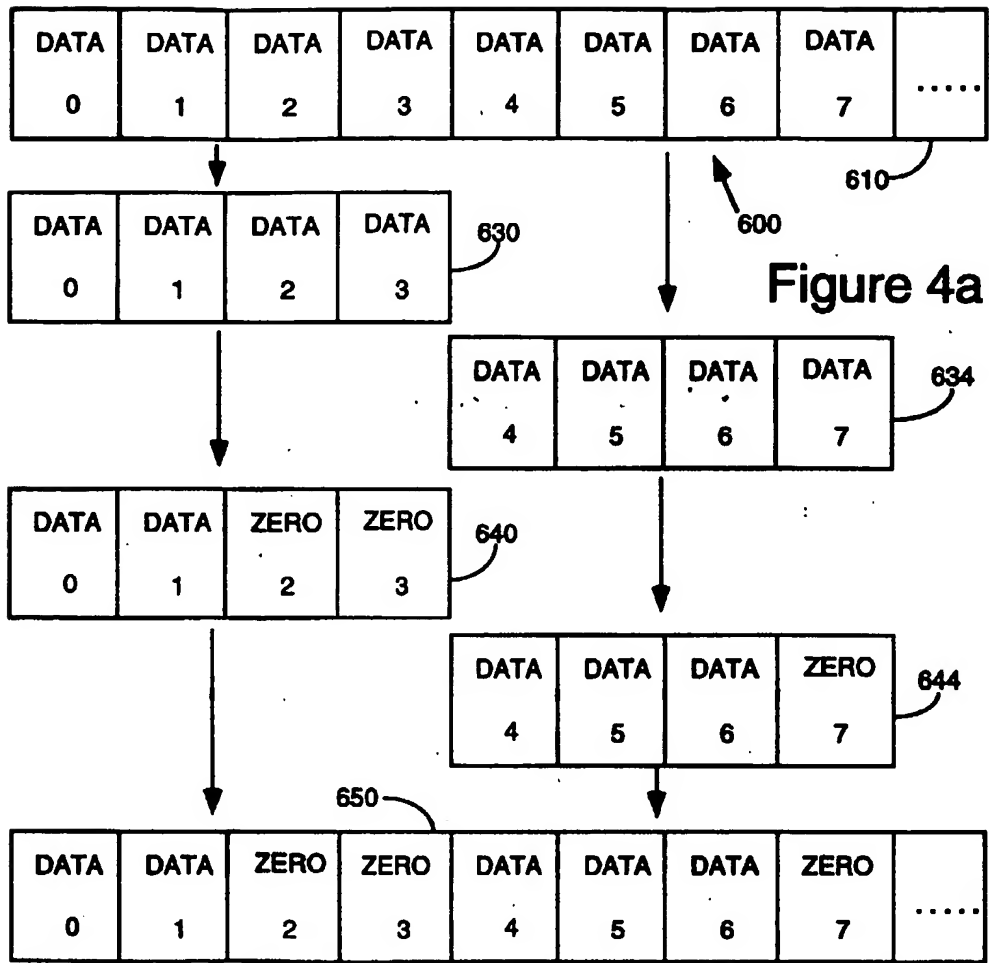 DATA DATA DATA DATA DATA DATA DATA DATA
0 1 2 3 4 5 6 7 .....
610
600
DATA DATA DATA DATA
0 1 2 3
630
Figure 4a
DATA DATA DATA DATA
4 5 6 7
634
DATA DATA ZERO ZERO
0 1 2 3
640
DATA DATA DATA ZERO
4 5 6 7
644
650
DATA DATA ZERO ZERO DATA DATA DATA ZERO
0 1 2 3 4 5 6 7 .....